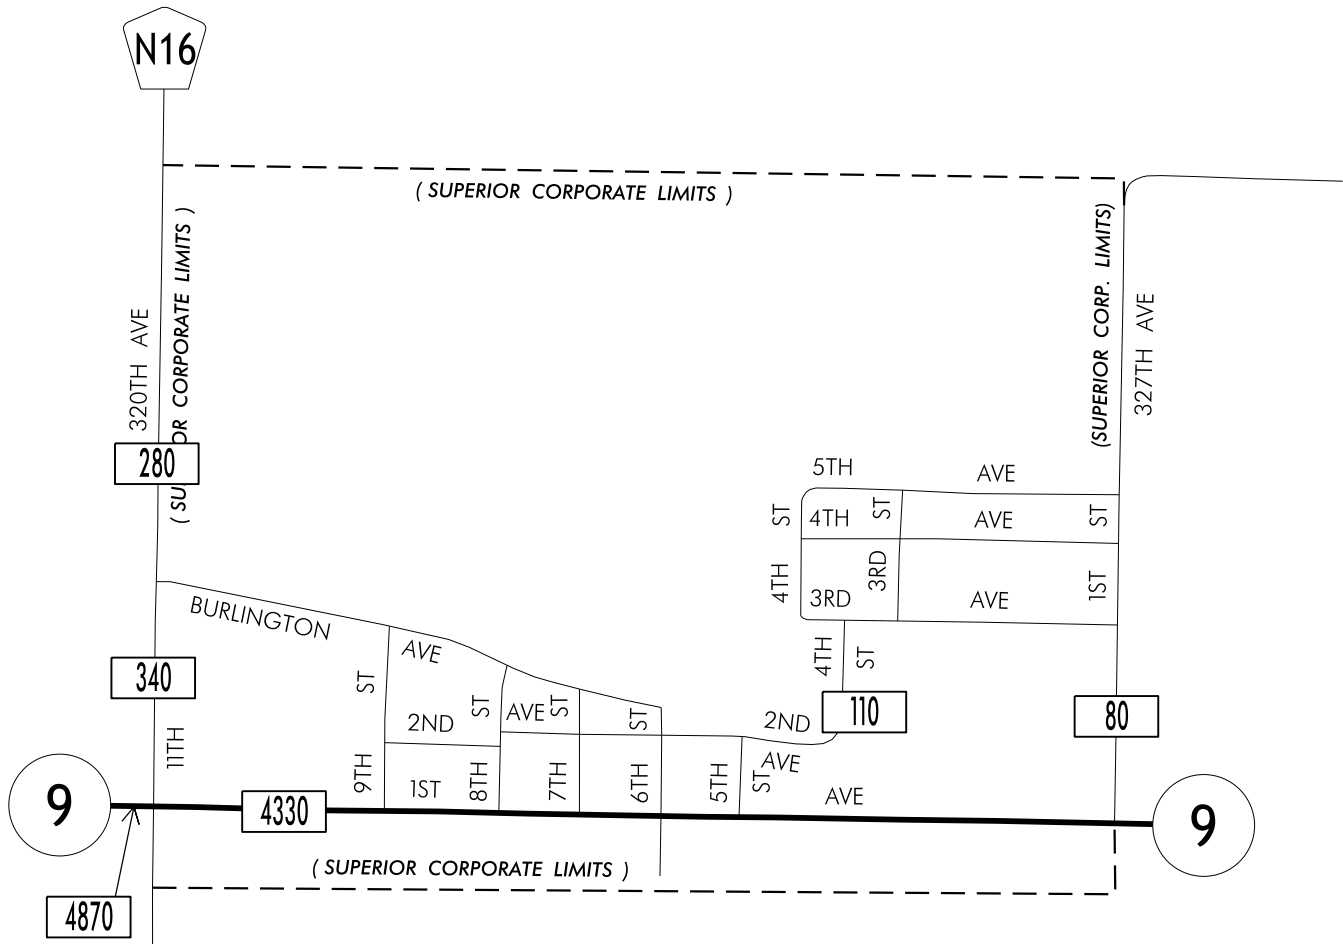 N16
( SUPERIOR CORPORATE LIMITS )
( SUPERIOR CORPORATE LIMITS )
(SUPERIOR CORP. LIMITS)
320TH AVE
327TH AVE
280
5TH AVE
ST
4TH
ST
AVE
ST
4TH
3RD
1ST
3RD AVE
BURLINGTON AVE
4TH ST
340
ST
ST
AVE
ST
ST
110
80
2ND
2ND
AVE
11TH
9TH
1ST
8TH
7TH
6TH
5TH
ST
AVE
9
4330
9
( SUPERIOR CORPORATE LIMITS )
4870